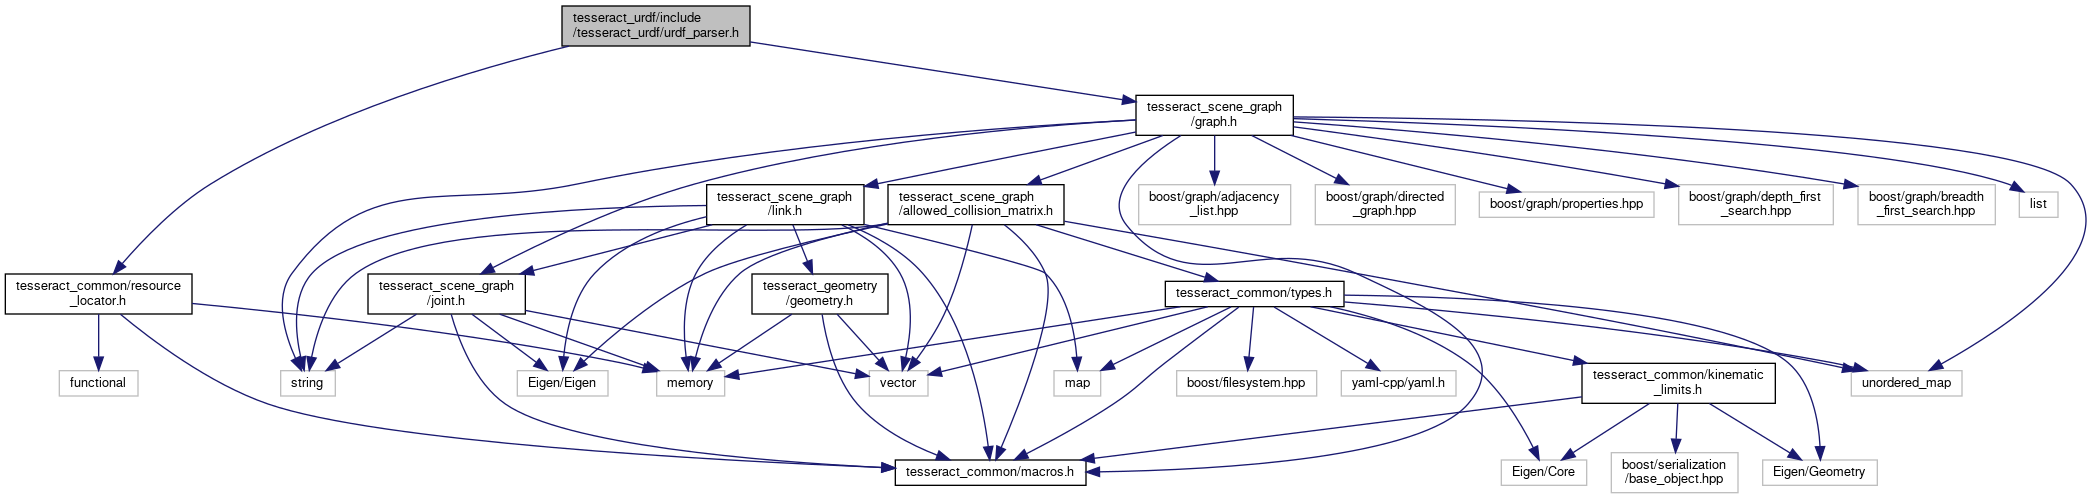 tesseract_urdf/include
/tesseract_urdf/urdf_parser.h
tesseract_scene_graph
/graph.h
tesseract_scene_graph
/link.h
tesseract_scene_graph
/allowed_collision_matrix.h
boost/graph/adjacency
_list.hpp
boost/graph/directed
_graph.hpp
boost/graph/properties.hpp
boost/graph/depth_first
_search.hpp
boost/graph/breadth
_first_search.hpp
list
tesseract_common/resource
_locator.h
tesseract_scene_graph
/joint.h
tesseract_geometry
/geometry.h
tesseract_common/types.h
functional
string
Eigen/Eigen
memory
vector
map
boost/filesystem.hpp
yaml-cpp/yaml.h
tesseract_common/kinematic
_limits.h
unordered_map
tesseract_common/macros.h
Eigen/Core
boost/serialization
/base_object.hpp
Eigen/Geometry